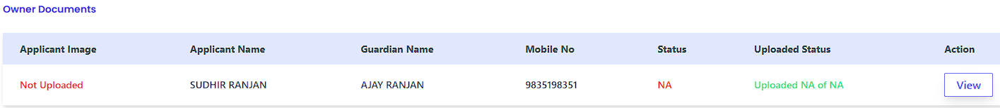 Owner Documents
Applicant Image Applicant Name Guardian Name Mobile No Status Uploaded Status Action
Not Uploaded SUDHIR RANJAN AJAY RANJAN 9835198351 NA Uploaded NA of NA View